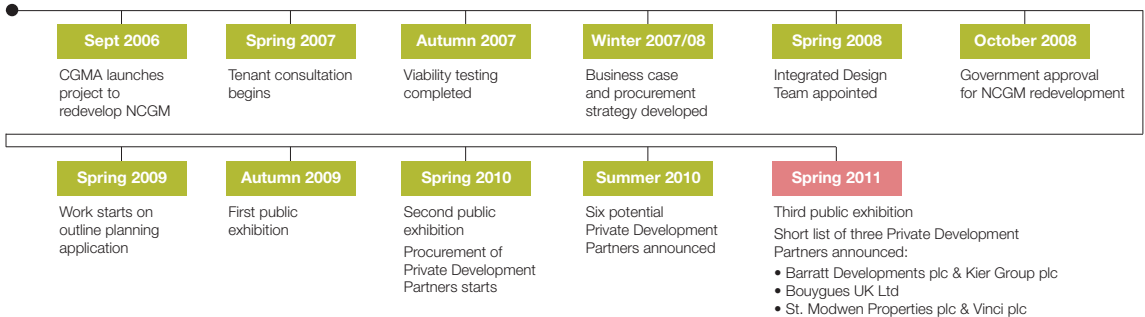 Sept 2006
CGMA launches
project to
redevelop NCGM
Spring 2007
Tenant consultation
begins
Autumn 2007
Viability testing
completed
Winter 2007/08
Business case
and procurement
strategy developed
Spring 2008
Integrated Design
Team appointed
October 2008
Government approval
for NCGM redevelopment
Spring 2009
Work starts on
outline planning
application
Autumn 2009
First public
exhibition
Spring 2010
Second public
exhibition
Procurement of
Private Development
Partners starts
Summer 2010
Six potential
Private Development
Partners announced
Spring 2011
Third public exhibition
Short list of three Private Development
Partners announced:
• Barratt Developments plc & Kier Group plc
• Bouygues UK Ltd
• St. Modwen Properties plc & Vinci plc